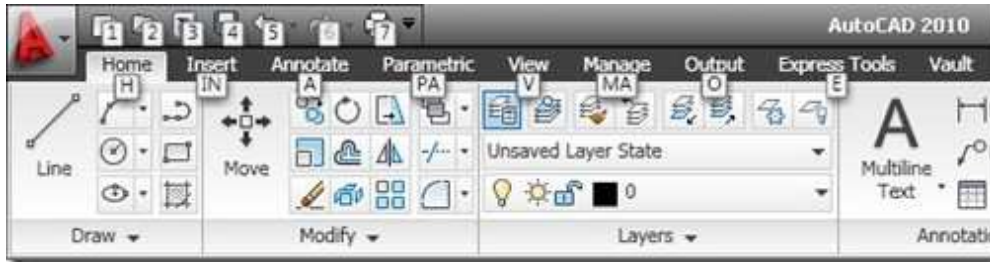 AutoCAD 2010
1 2 3 4 5 6 7
Home Insert Annotate Parametric View Manage Output Express Tools Vault
H IN A PA V MA O E
Line
Move
Unsaved Layer State
0
Multiline
Text
Draw Modify Layers Annotati